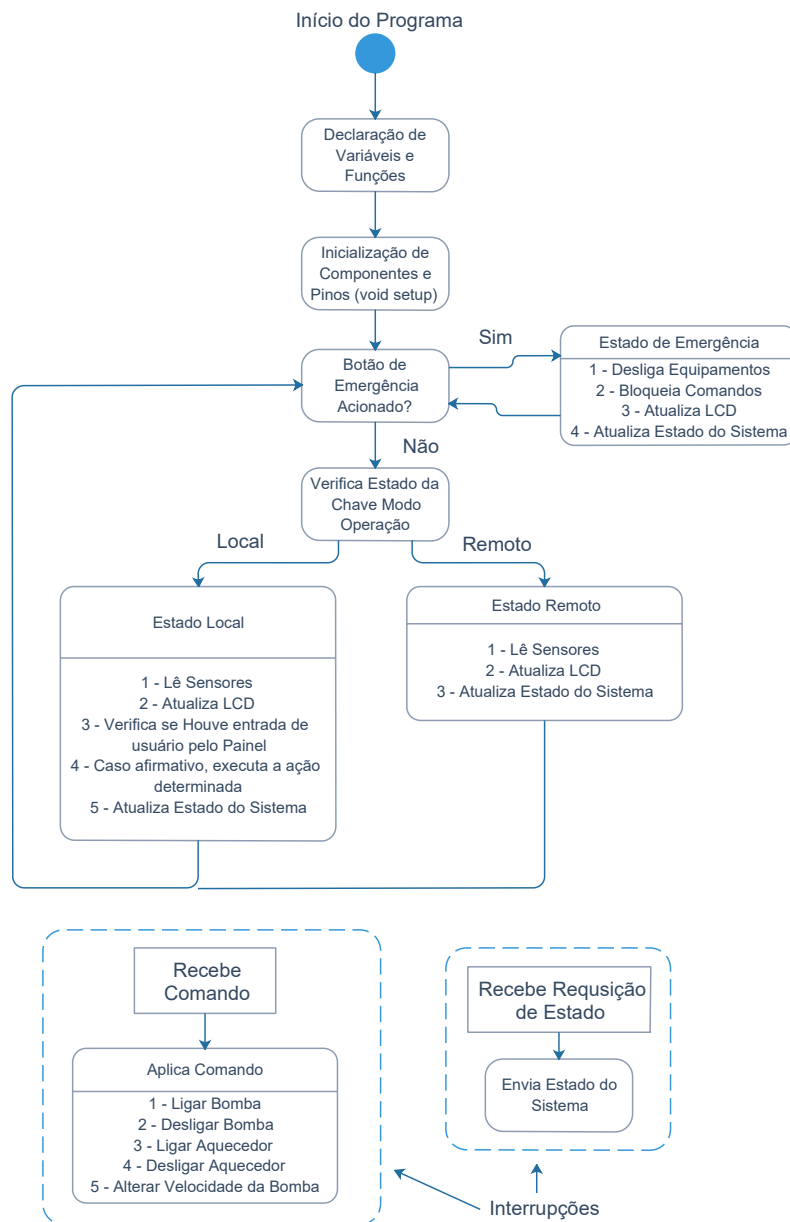 Início do Programa
Declaração de
Variáveis e
Funções
Inicialização de
Componentes e
Pinos (void setup)
Botão de
Emergência
Acionado?
Sim
Estado de Emergência
1 - Desliga Equipamentos
2 - Bloqueia Comandos
3 - Atualiza LCD
4 - Atualiza Estado do Sistema
Não
Verifica Estado da
Chave Modo
Operação
Local
Remoto
Estado Local
1 - Lê Sensores
2 - Atualiza LCD
3 - Verifica se Houve entrada de
usuário pelo Painel
4 - Caso afirmativo, executa a ação
determinada
5 - Atualiza Estado do Sistema
Estado Remoto
1 - Lê Sensores
2 - Atualiza LCD
3 - Atualiza Estado do Sistema
Recebe
Comando
Aplica Comando
1 - Ligar Bomba
2 - Desligar Bomba
3 - Ligar Aquecedor
4 - Desligar Aquecedor
5 - Alterar Velocidade da Bomba
Recebe Requsição
de Estado
Envia Estado do
Sistema
Interrupções